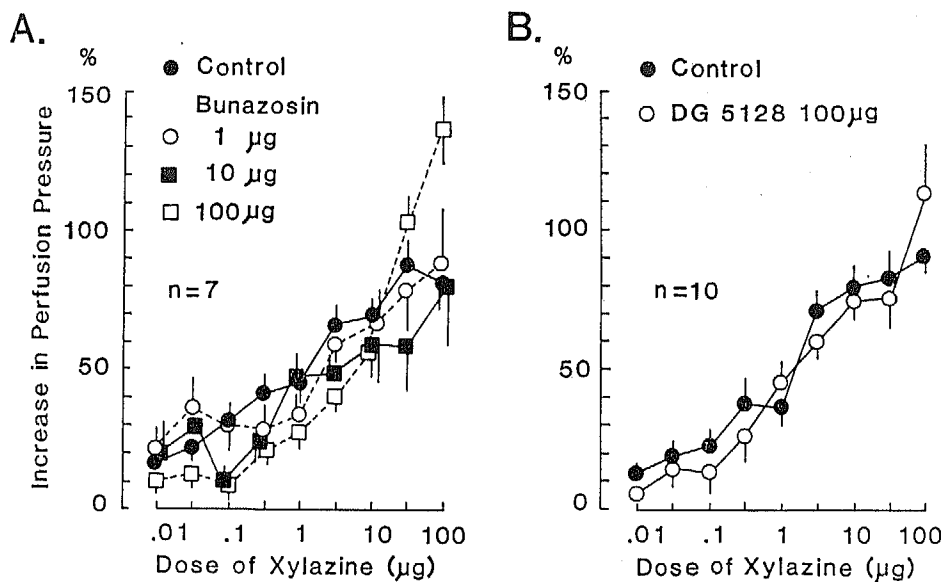 A.
%
● Control
Bunazosin
○ 1 µg
■ 10 µg
□ 100µg
150
100
50
0
n=7
Increase in Perfusion Pressure
.01 .1 1 10 100
Dose of Xylazine (µg)
B.
%
● Control
○ DG 5128 100µg
150
100
50
0
n=10
.01 .1 1 10 100
Dose of Xylazine (µg)